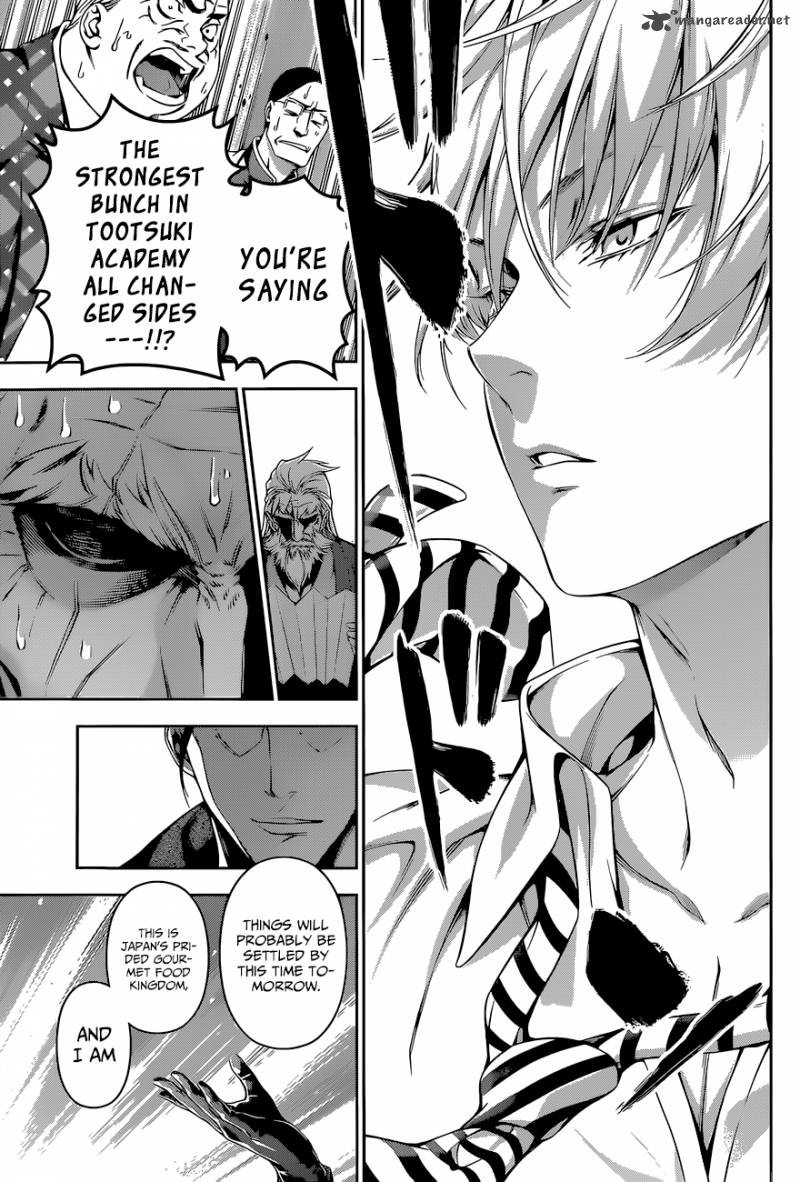 mangareader.net
YOU'RE
SAYING
THE
STRONGEST
BUNCH IN
TOOTSUKI
ACADEMY
ALL CHAN-
GED SIDES
---!!?
THINGS WILL
PROBABLY BE
SETTLED BY
THIS TIME TO-
MORROW.
THIS IS
JAPAN'S PRI-
DED GOUR-
MET FOOD
KINGDOM,
AND
I AM